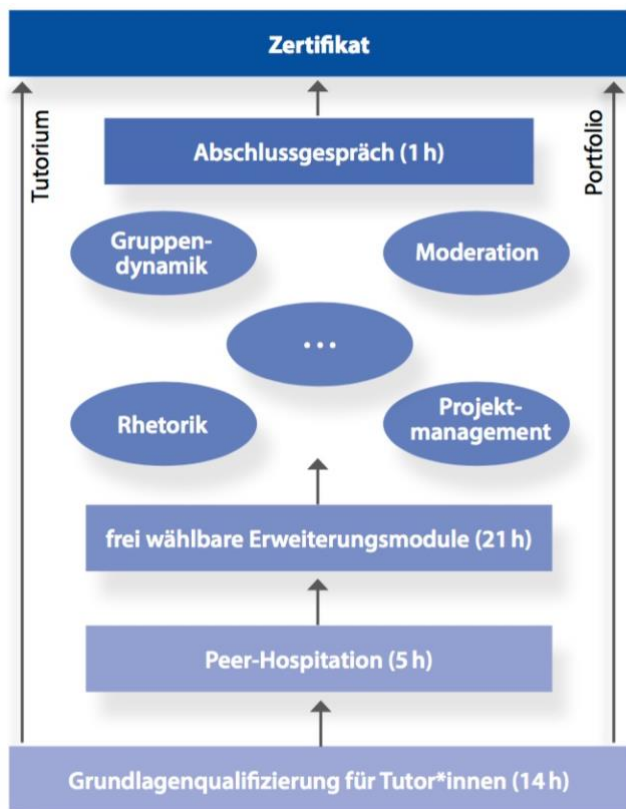 Zertifikat
Tutorium
Portfolio
Abschlussgespräch (1 h)
Gruppen-
dynamik
Moderation
...
Rhetorik
Projekt-
management
frei wählbare Erweiterungsmodule (21 h)
Peer-Hospitation (5 h)
Grundlagenqualifizierung für Tutor*innen (14 h)